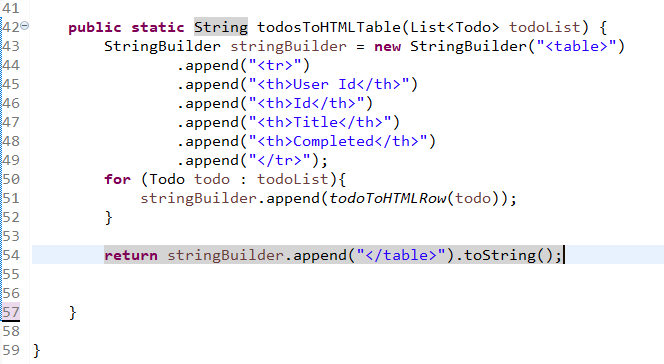 41
42 public static String todosToHTMLTable(List<Todo> todoList) {
43 StringBuilder stringBuilder = new StringBuilder("<table>")
44 .append("<tr>")
45 .append("<th>User Id</th>")
46 .append("<th>Id</th>")
47 .append("<th>Title</th>")
48 .append("<th>Completed</th>")
49 .append("</tr>");
50 for (Todo todo : todoList){
51 stringBuilder.append(todoToHTMLRow(todo));
52 }
53
54 return stringBuilder.append("</table>").toString();
55
56
57 }
58
59 }